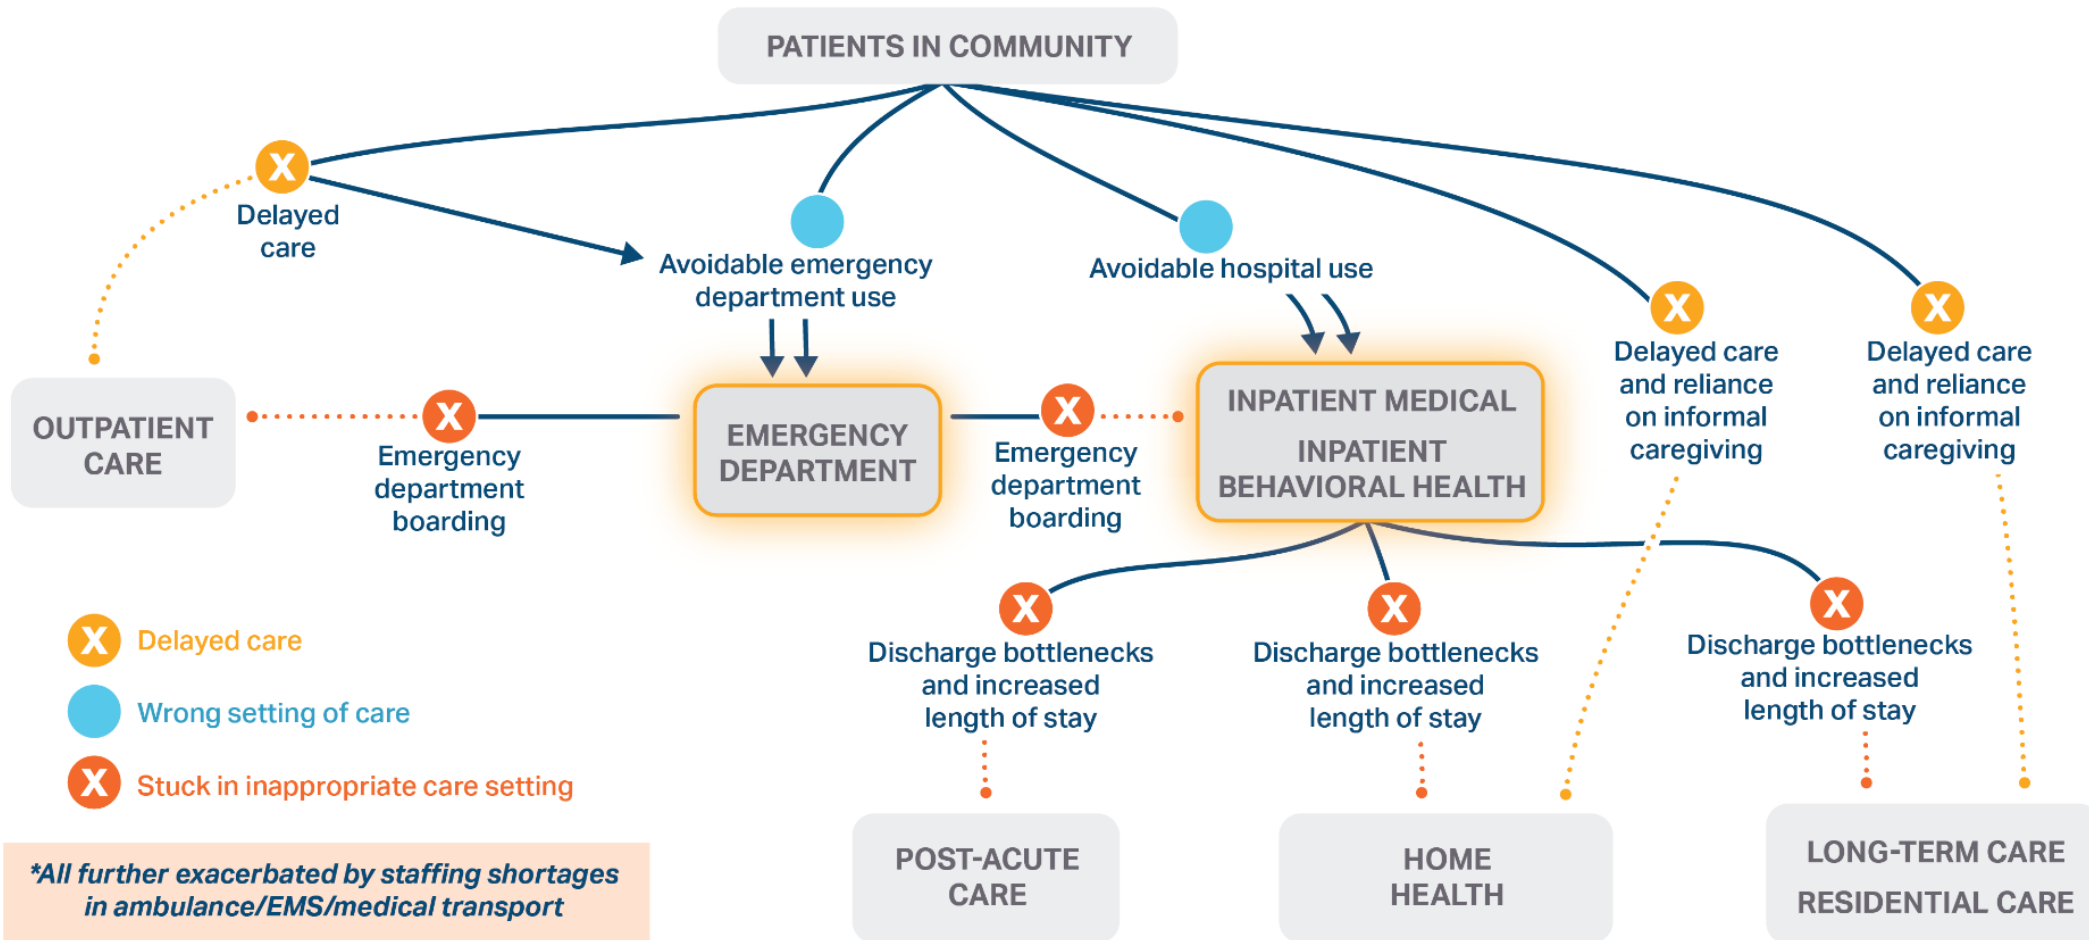 PATIENTS IN COMMUNITY
X
Delayed
care
Avoidable emergency
department use
Avoidable hospital use
X
Delayed care
and reliance
on informal
caregiving
X
Delayed care
and reliance
on informal
caregiving
OUTPATIENT
CARE
X
Emergency
department
boarding
EMERGENCY
DEPARTMENT
X
Emergency
department
boarding
INPATIENT MEDICAL
INPATIENT
BEHAVIORAL HEALTH
X
Discharge bottlenecks
and increased
length of stay
X
Discharge bottlenecks
and increased
length of stay
X
Discharge bottlenecks
and increased
length of stay
X Delayed care
Wrong setting of care
X Stuck in inappropriate care setting
*All further exacerbated by staffing shortages
in ambulance/EMS/medical transport
POST-ACUTE
CARE
HOME
HEALTH
LONG-TERM CARE
RESIDENTIAL CARE